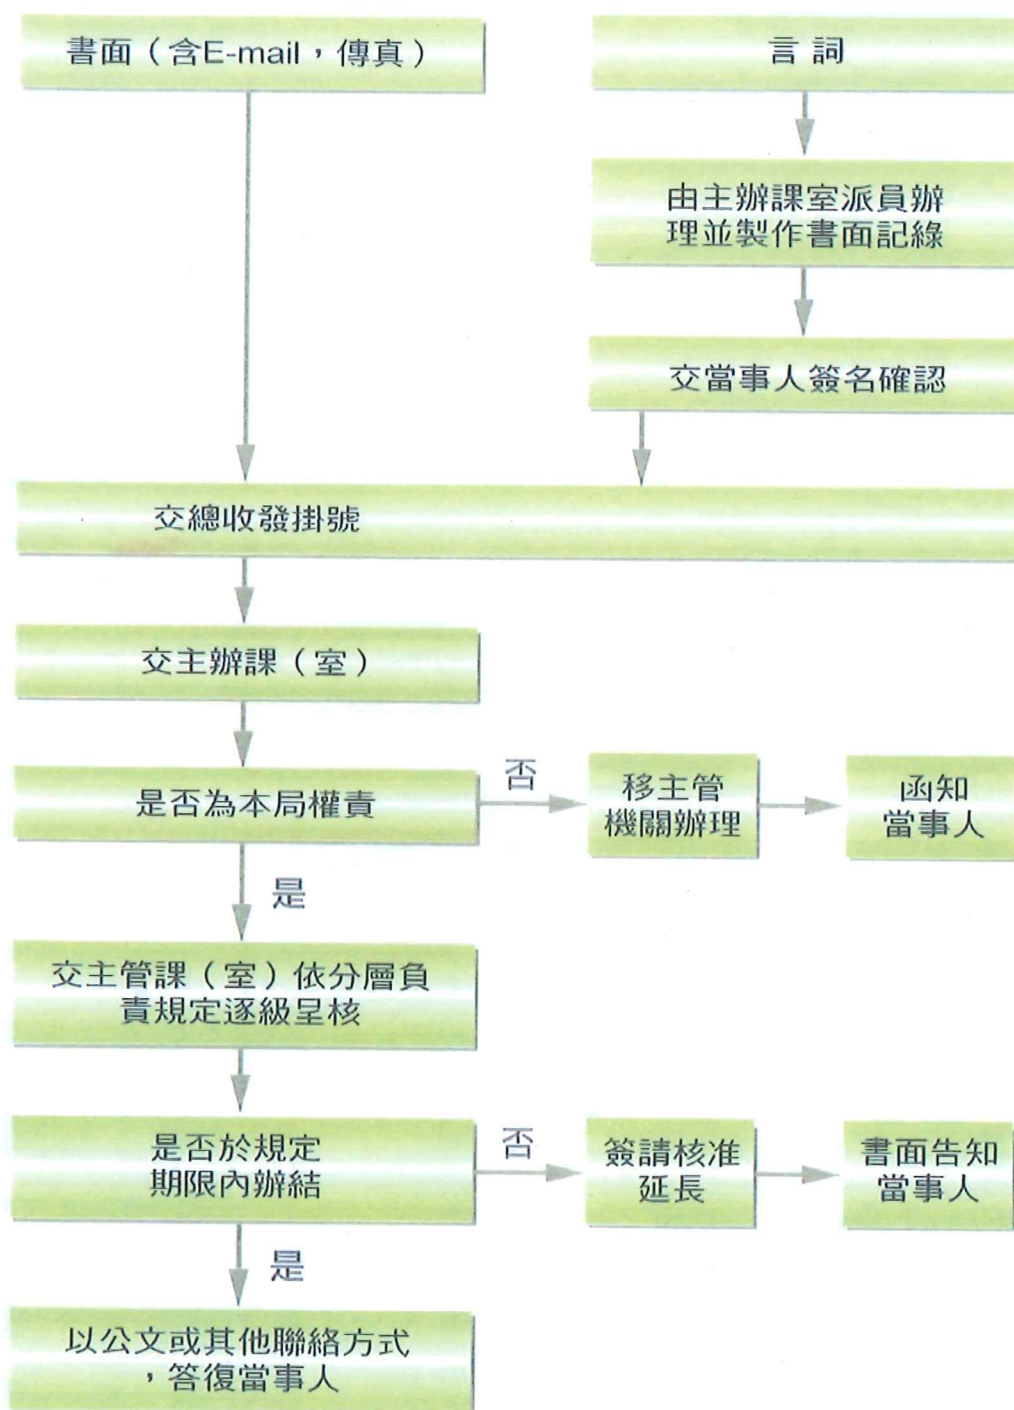 書面（含E-mail，傳真）
言詞
由主辦課室派員辦
理並製作書面記錄
交當事人簽名確認
交總收發掛號
交主辦課（室）
是否為本局權責
否
移主管
機關辦理
函知
當事人
是
交主管課（室）依分層負
責規定逐級呈核
是否於規定
期限內辦結
否
簽請核准
延長
書面告知
當事人
是
以公文或其他聯絡方式
，答復當事人